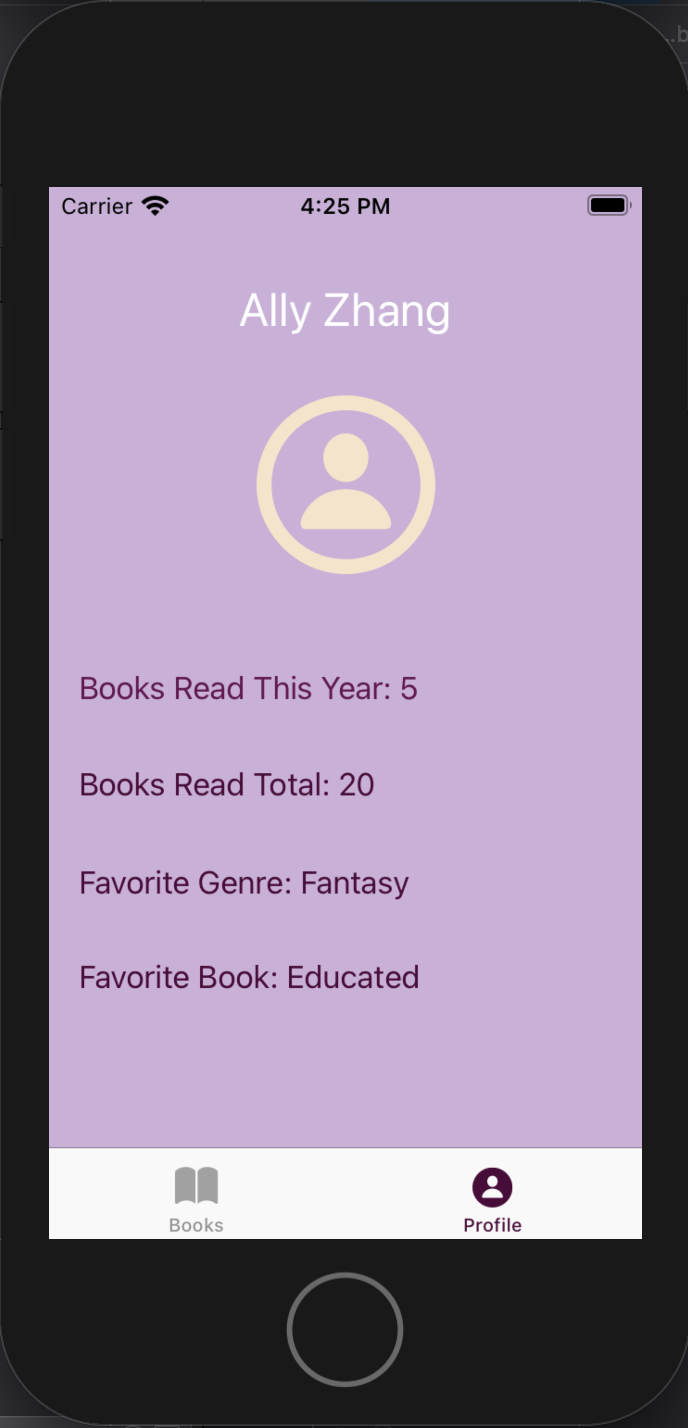 Carrier 4:25 PM
Ally Zhang
Books Read This Year: 5
Books Read Total: 20
Favorite Genre: Fantasy
Favorite Book: Educated
Books Profile